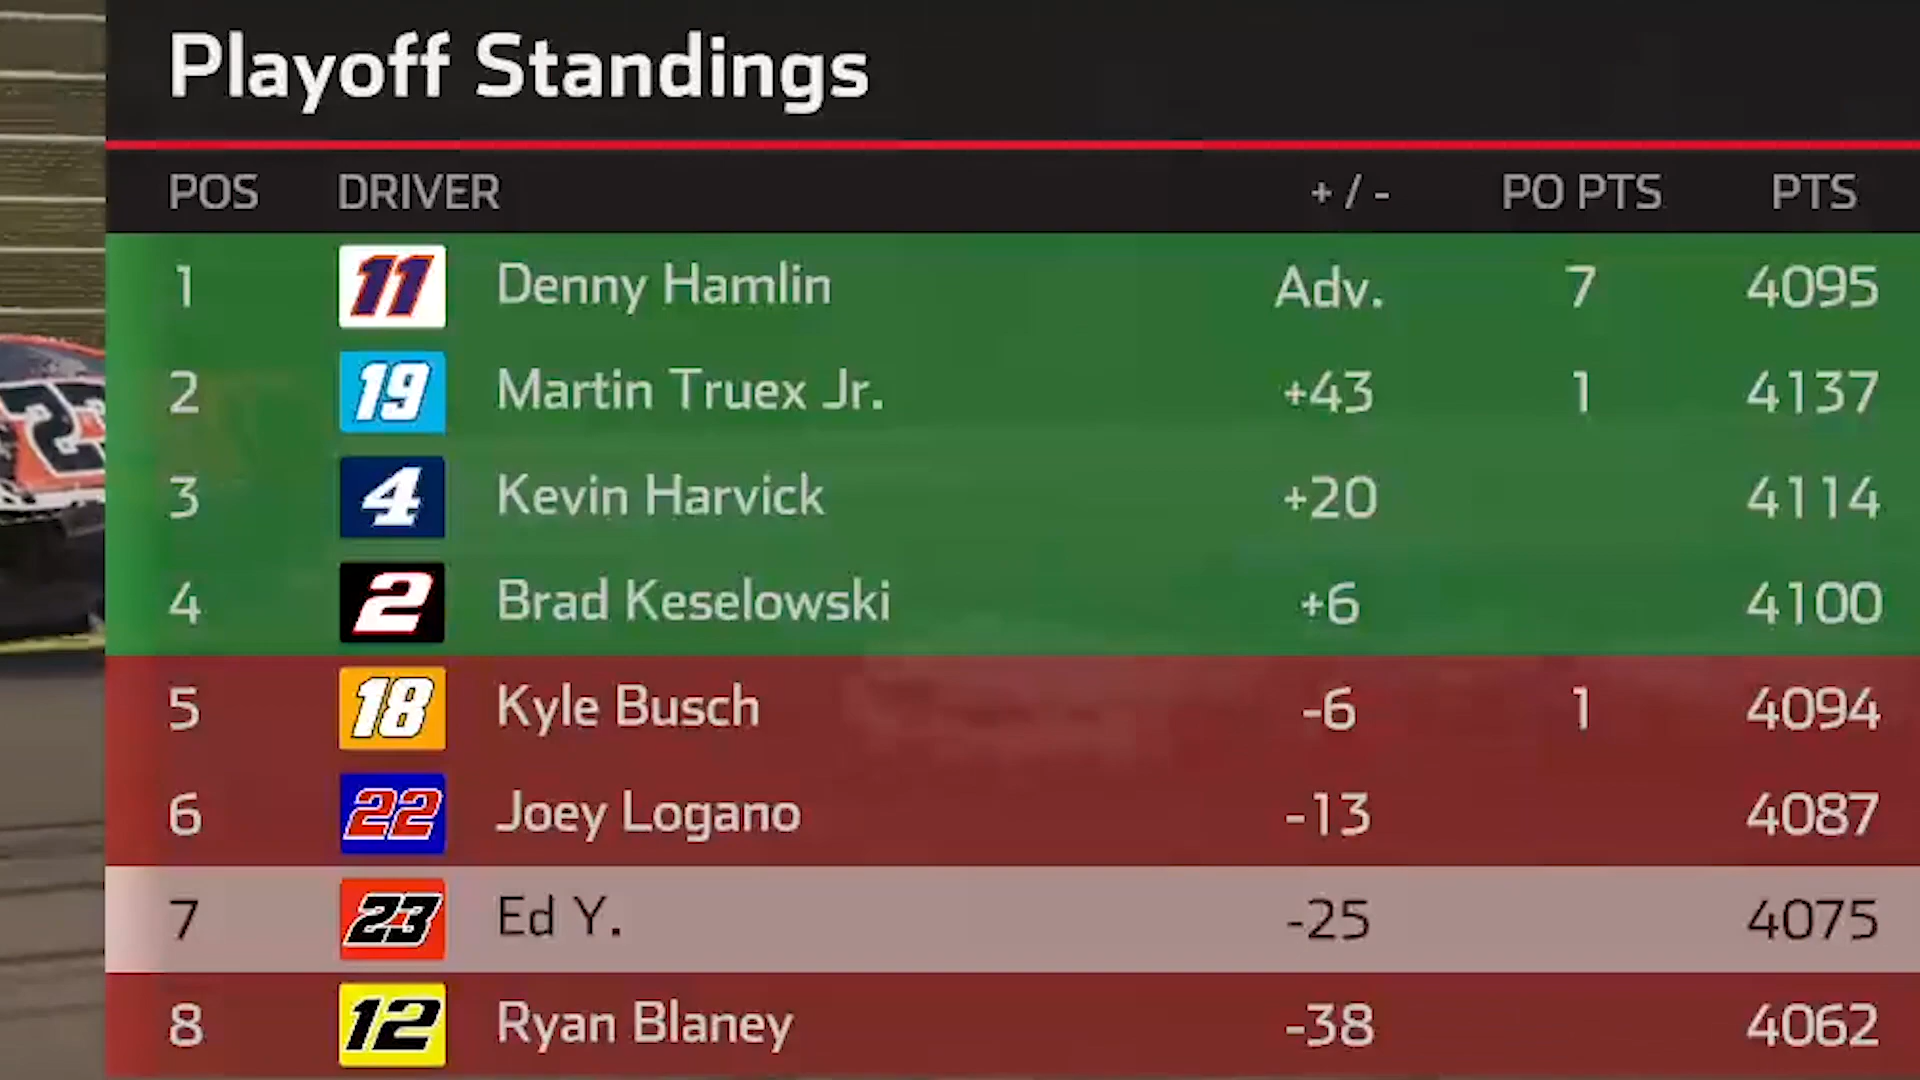 Playoff Standings
POS DRIVER + / - PO PTS PTS
1 11 Denny Hamlin Adv. 7 4095
2 19 Martin Truex Jr. +43 1 4137
3 4 Kevin Harvick +20 4114
4 2 Brad Keselowski +6 4100
5 18 Kyle Busch -6 1 4094
6 22 Joey Logano -13 4087
7 23 Ed Y. -25 4075
8 12 Ryan Blaney -38 4062